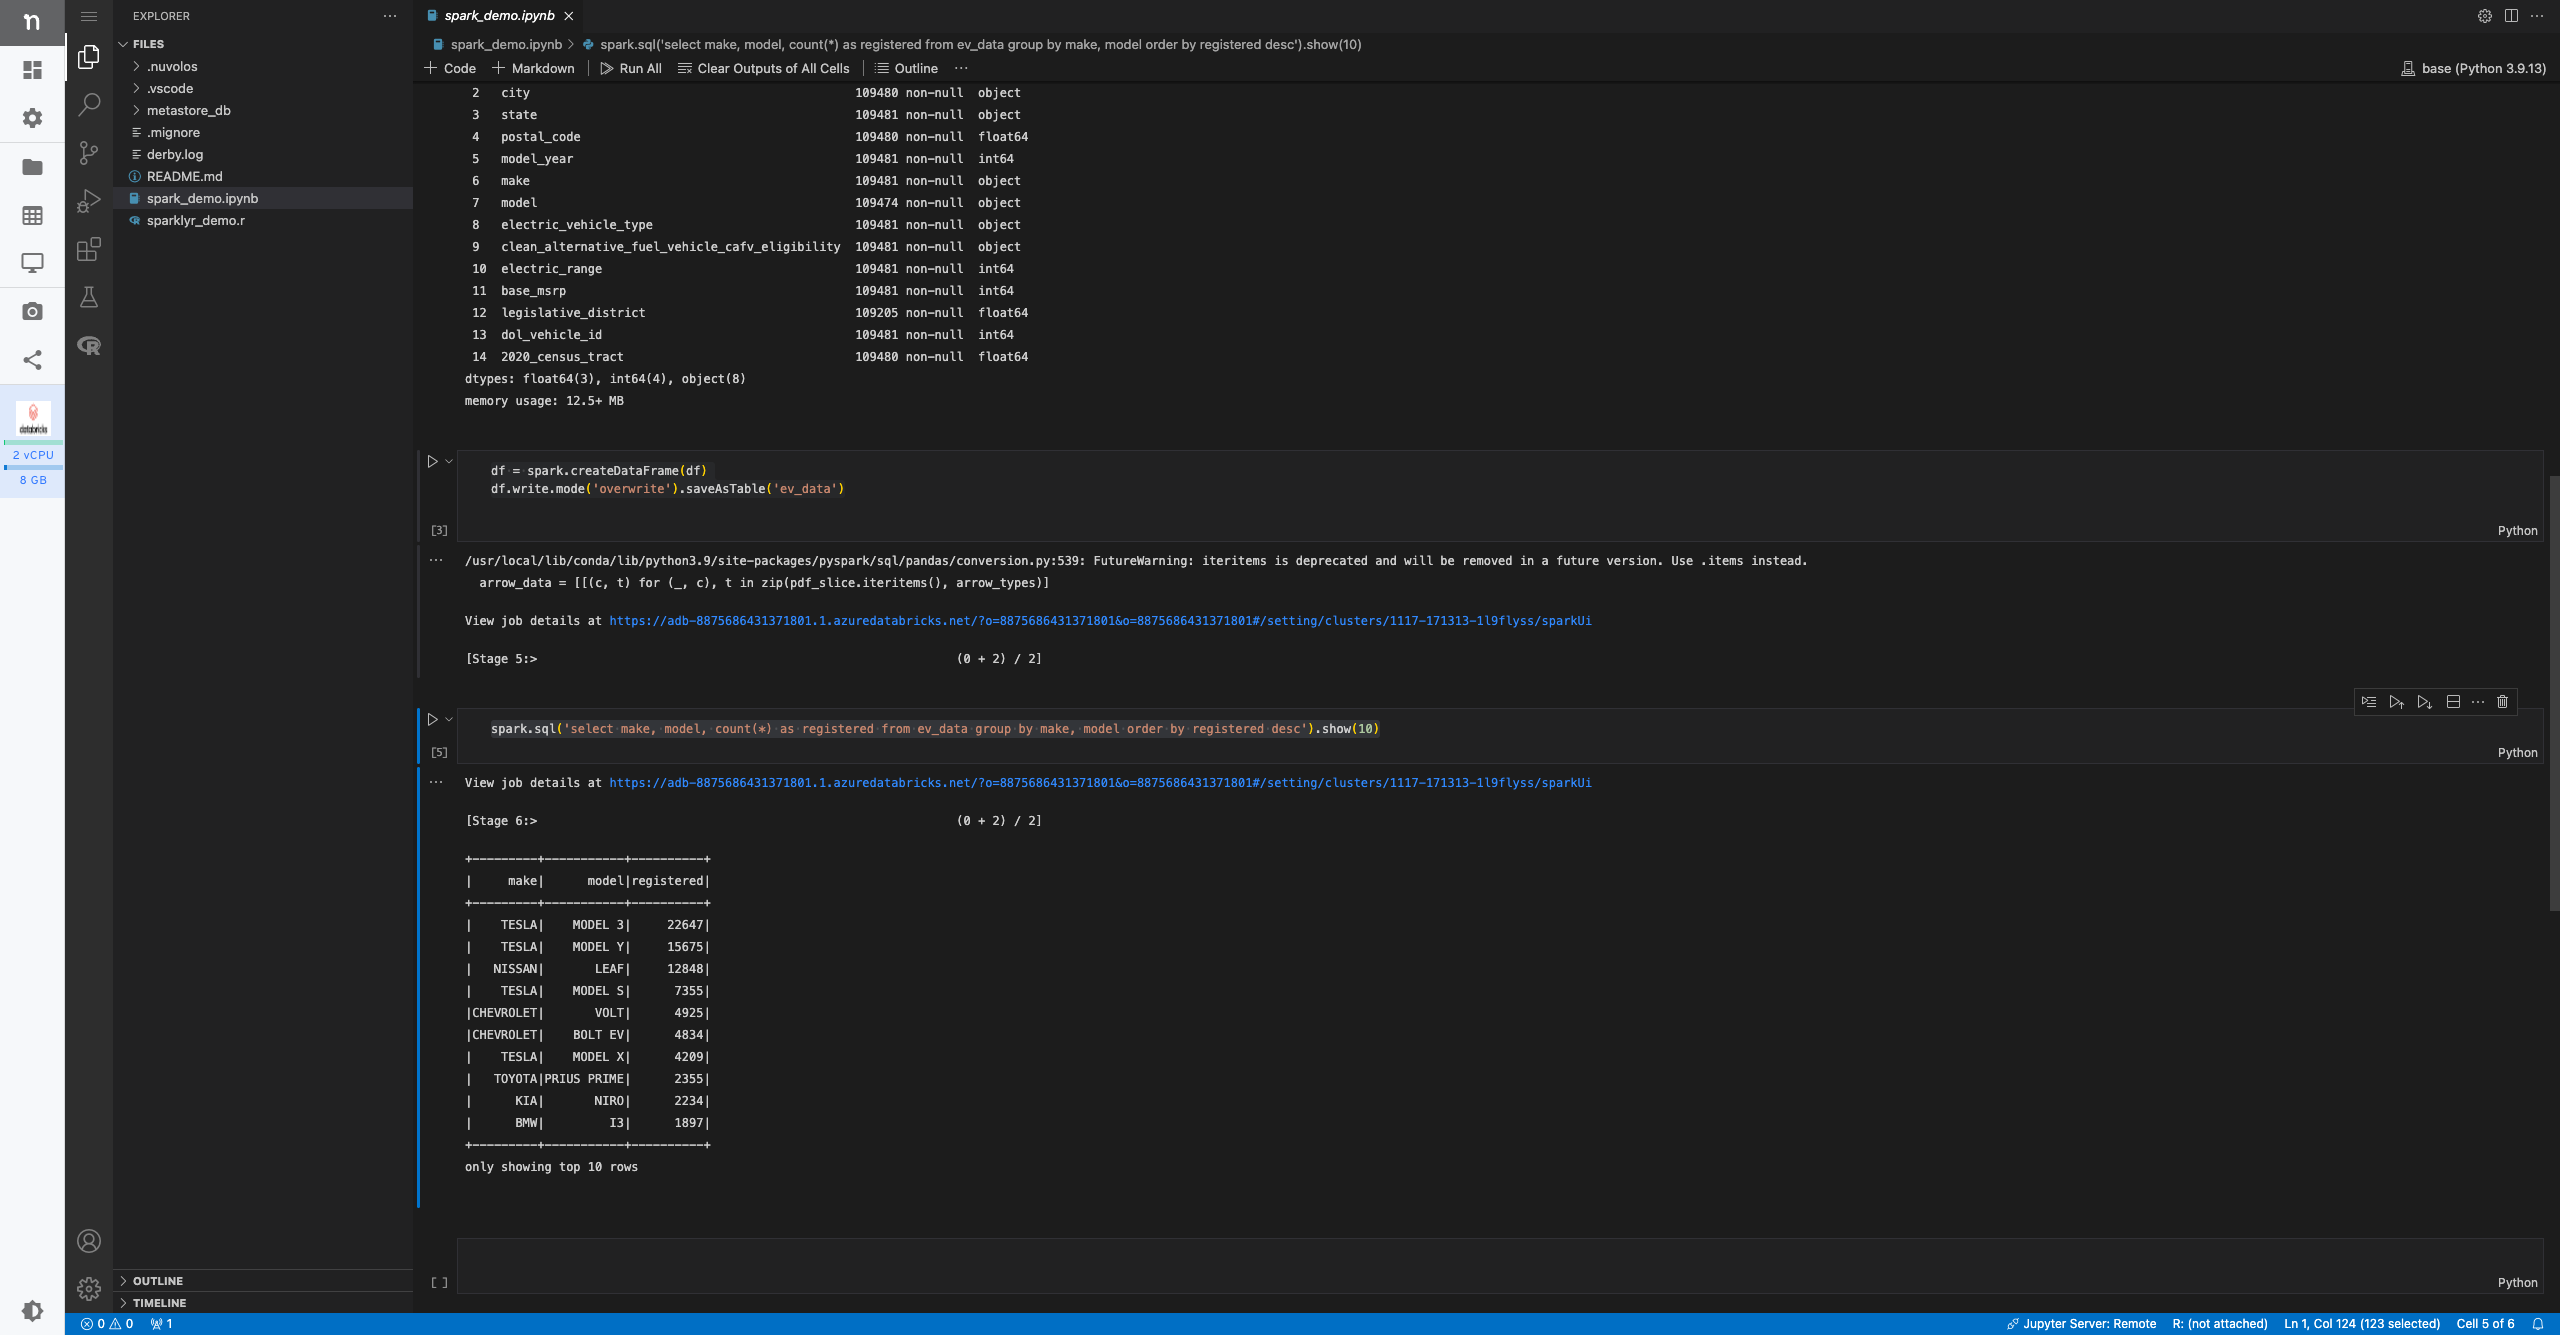 n
databricks
2 vCPU
8 GB
EXPLORER
FILES
.nuvolos
.vscode
metastore_db
.mignore
derby.log
README.md
spark_demo.ipynb
sparklyr_demo.r
OUTLINE
TIMELINE
spark_demo.ipynb
spark_demo.ipynb > spark.sql('select make, model, count(*) as registered from ev_data group by make, model order by registered desc').show(10)
+ Code + Markdown Run All Clear Outputs of All Cells Outline ··· base (Python 3.9.13)
2 city 109480 non-null object
3 state 109481 non-null object
4 postal_code 109480 non-null float64
5 model_year 109481 non-null int64
6 make 109481 non-null object
7 model 109474 non-null object
8 electric_vehicle_type 109481 non-null object
9 clean_alternative_fuel_vehicle_cafv_eligibility 109481 non-null object
10 electric_range 109481 non-null int64
11 base_msrp 109481 non-null int64
12 legislative_district 109205 non-null float64
13 dol_vehicle_id 109481 non-null int64
14 2020_census_tract 109480 non-null float64
dtypes: float64(3), int64(4), object(8)
memory usage: 12.5+ MB
df = spark.createDataFrame(df)
df.write.mode('overwrite').saveAsTable('ev_data')
[3] Python
/usr/local/lib/conda/lib/python3.9/site-packages/pyspark/sql/pandas/conversion.py:539: FutureWarning: iteritems is deprecated and will be removed in a future version. Use .items instead.
arrow_data = [[(c, t) for (_, c), t in zip(pdf_slice.iteritems(), arrow_types)]
View job details at https://adb-8875686431371801.1.azuredatabricks.net/?o=8875686431371801&o=8875686431371801#/setting/clusters/1117-171313-1l9flyss/sparkUi
[Stage 5:> (0 + 2) / 2]
spark.sql('select make, model, count(*) as registered from ev_data group by make, model order by registered desc').show(10)
[5] Python
View job details at https://adb-8875686431371801.1.azuredatabricks.net/?o=8875686431371801&o=8875686431371801#/setting/clusters/1117-171313-1l9flyss/sparkUi
[Stage 6:> (0 + 2) / 2]
+---------+-----------+----------+
|     make|      model|registered|
+---------+-----------+----------+
|    TESLA|    MODEL 3|     22647|
|    TESLA|    MODEL Y|     15675|
|   NISSAN|       LEAF|     12848|
|    TESLA|    MODEL S|      7355|
|CHEVROLET|       VOLT|      4925|
|CHEVROLET|    BOLT EV|      4834|
|    TESLA|    MODEL X|      4209|
|   TOYOTA|PRIUS PRIME|      2355|
|      KIA|       NIRO|      2234|
|      BMW|         I3|      1897|
+---------+-----------+----------+
only showing top 10 rows
[ ] Python
0 0 1 Jupyter Server: Remote R: (not attached) Ln 1, Col 124 (123 selected) Cell 5 of 6